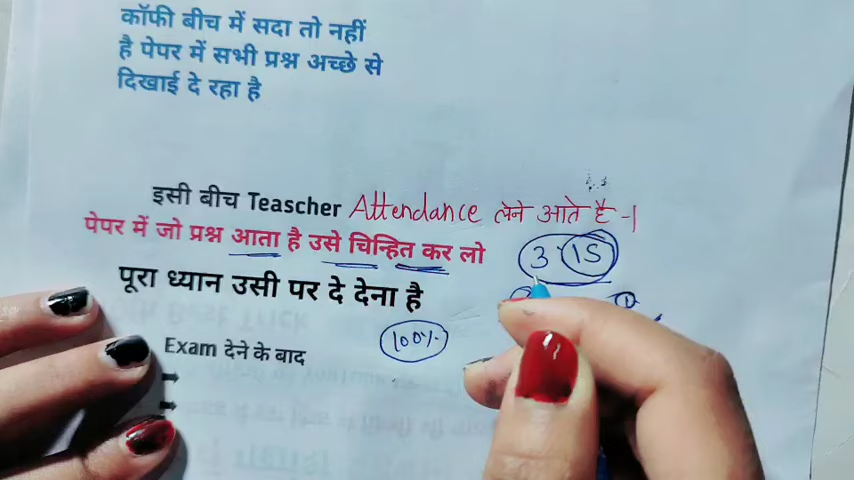 कॉफी बीच में सदा तो नहीं
है पेपर में सभी प्रश्न अच्छे से
दिखाई दे रहा है
इसी बीच Teascher Attendance लेने आते है -।
पेपर में जो प्रश्न आता है उसे चिन्हित कर लो
3 15
पूरा ध्यान उसी पर दे देना है
100%
Exam देने के बाद